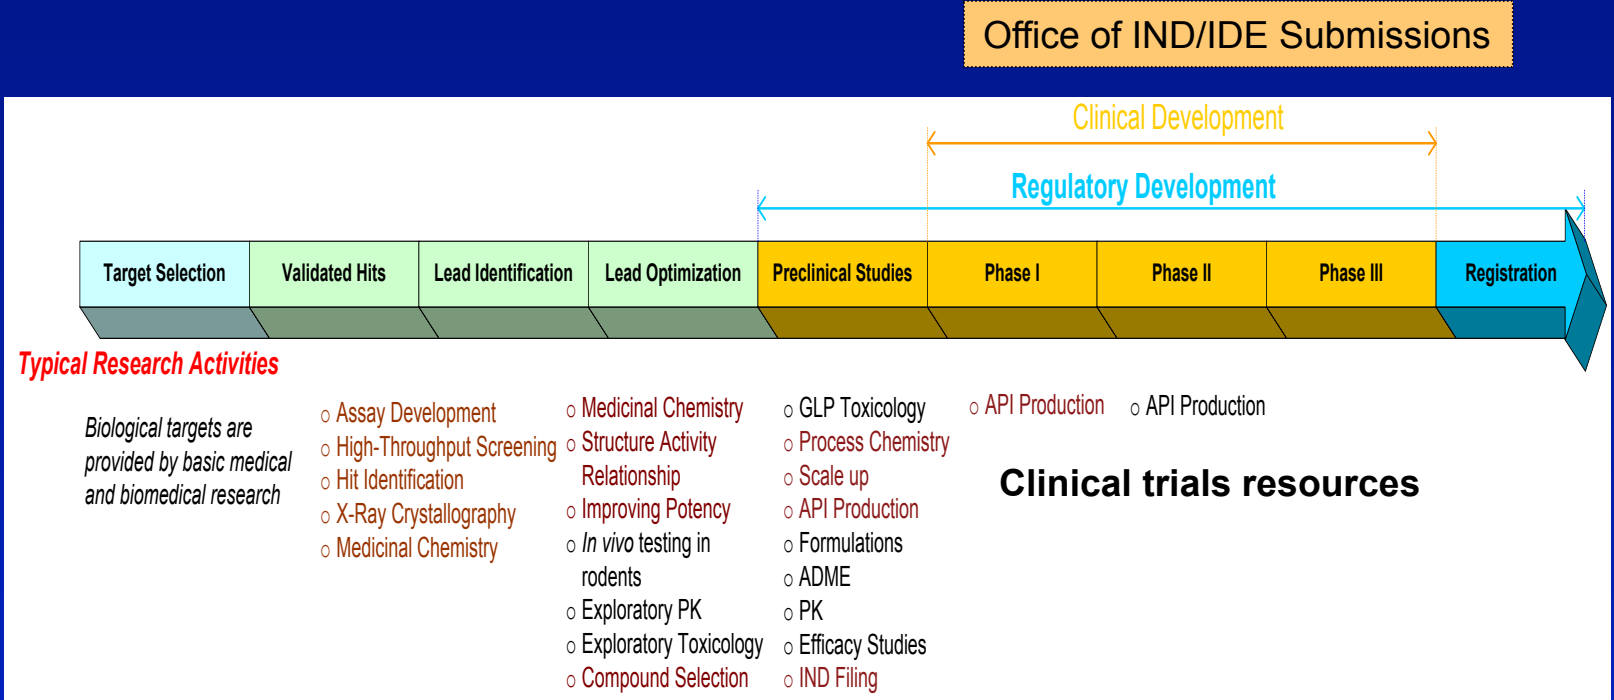 Office of IND/IDE Submissions
Clinical Development
Regulatory Development
Target Selection
Validated Hits
Lead Identification
Lead Optimization
Preclinical Studies
Phase I
Phase II
Phase III
Registration
Typical Research Activities
Biological targets are
provided by basic medical
and biomedical research
○ Assay Development
○ High-Throughput Screening
○ Hit Identification
○ X-Ray Crystallography
○ Medicinal Chemistry
○ Medicinal Chemistry
○ Structure Activity
Relationship
○ Improving Potency
○ In vivo testing in
rodents
○ Exploratory PK
○ Exploratory Toxicology
○ Compound Selection
○ GLP Toxicology
○ Process Chemistry
○ Scale up
○ API Production
○ Formulations
○ ADME
○ PK
○ Efficacy Studies
○ IND Filing
○ API Production
○ API Production
Clinical trials resources